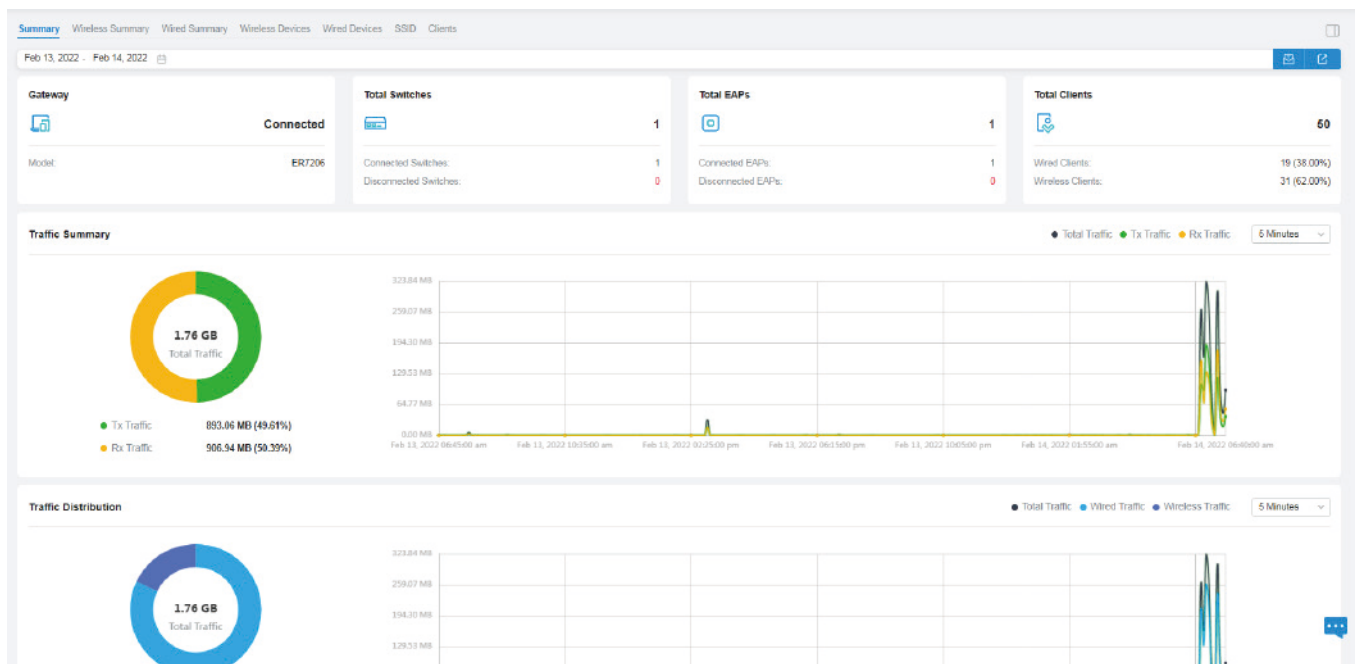 Summary Wireless Summary Wired Summary Wireless Devices Wired Devices SSID Clients
Feb 13, 2022 - Feb 14, 2022
Gateway Total Switches Total EAPs Total Clients
Connected 1 1 50
Model: ER7206 Connected Switches: 1 Connected EAPs: 1 Wired Clients: 19 (38.00%)
Disconnected Switches: 0 Disconnected EAPs: 0 Wireless Clients: 31 (62.00%)
Traffic Summary Total Traffic Tx Traffic Rx Traffic 5 Minutes
323.84 MB
259.07 MB
194.30 MB
129.53 MB
64.77 MB
0.00 MB
1.76 GB
Total Traffic
Tx Traffic 893.06 MB (49.61%)
Rx Traffic 906.94 MB (50.39%)
Feb 13, 2022 06:45:00 am Feb 13, 2022 10:35:00 am Feb 13, 2022 02:25:00 pm Feb 13, 2022 06:15:00 pm Feb 13, 2022 10:05:00 pm Feb 14, 2022 01:55:00 am Feb 14, 2022 06:40:00 am
Traffic Distribution Total Traffic Wired Traffic Wireless Traffic 5 Minutes
323.84 MB
259.07 MB
194.30 MB
129.53 MB
1.76 GB
Total Traffic